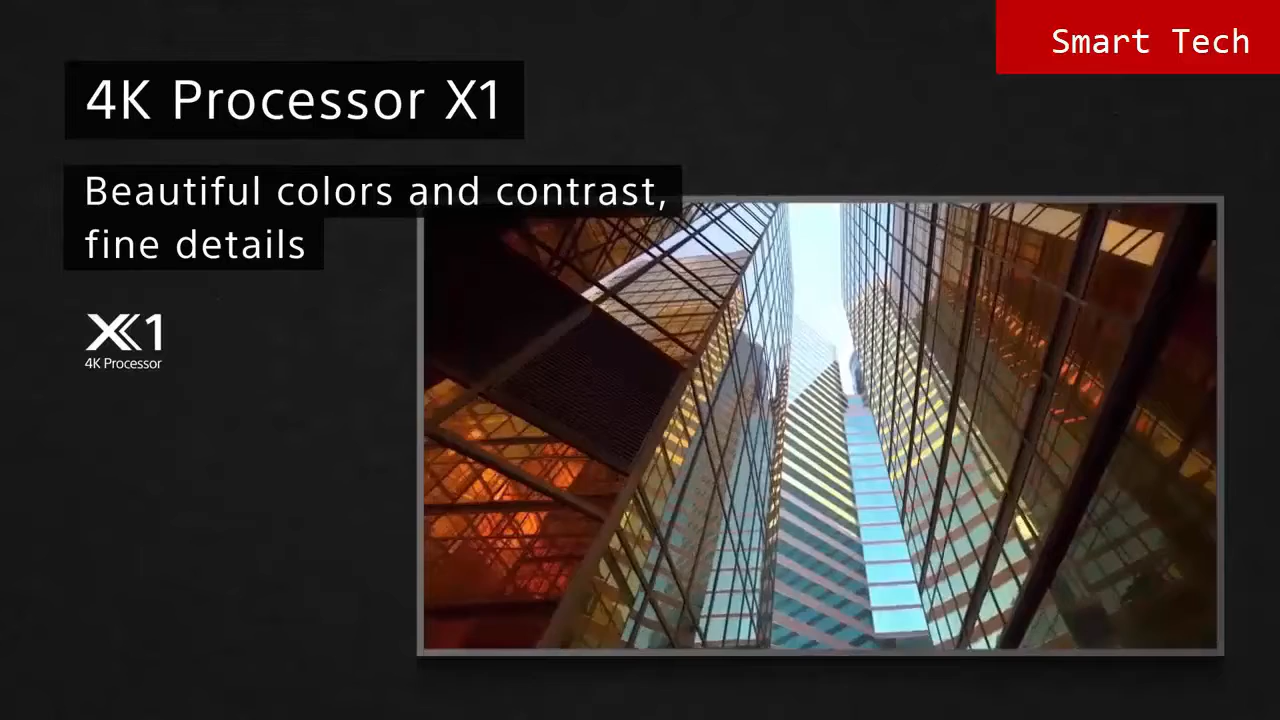 Smart Tech
4K Processor X1
Beautiful colors and contrast,
fine details
X1
4K Processor